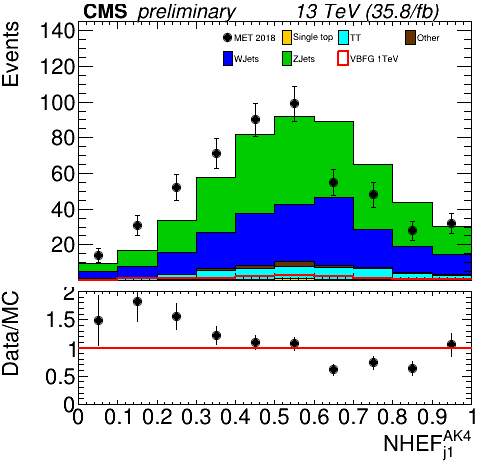 CMS preliminary 13 TeV (35.8/fb)
Events
MET 2018 Single top TT Other
WJets ZJets VBFG 1TeV
140
120
100
80
60
40
20
Data/MC
2
1.5
1
0.5
0
0 0.1 0.2 0.3 0.4 0.5 0.6 0.7 0.8 0.9 1
NHEF_{j1}^{AK4}